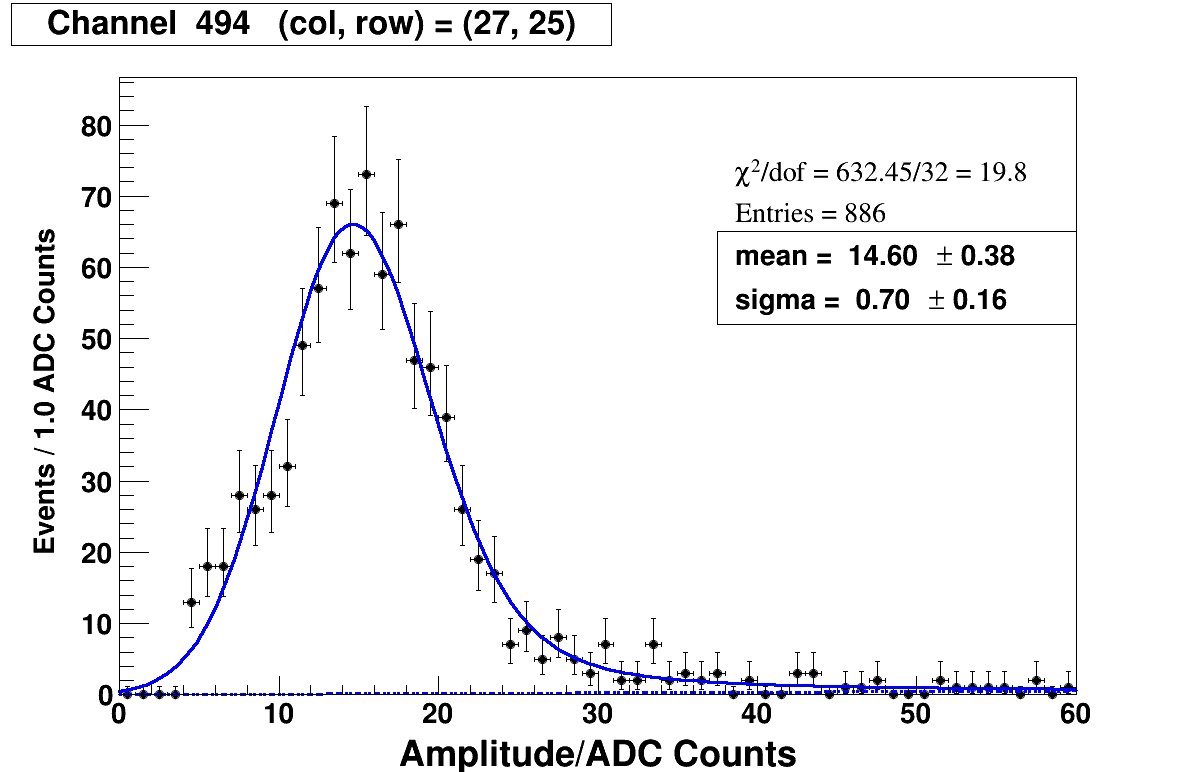 Channel 494 (col, row) = (27, 25)
χ²/dof = 632.45/32 = 19.8
Entries = 886
mean = 14.60 ± 0.38
sigma = 0.70 ± 0.16
Events / 1.0 ADC Counts
80
70
60
50
40
30
20
10
0
0 10 20 30 40 50 60
Amplitude/ADC Counts